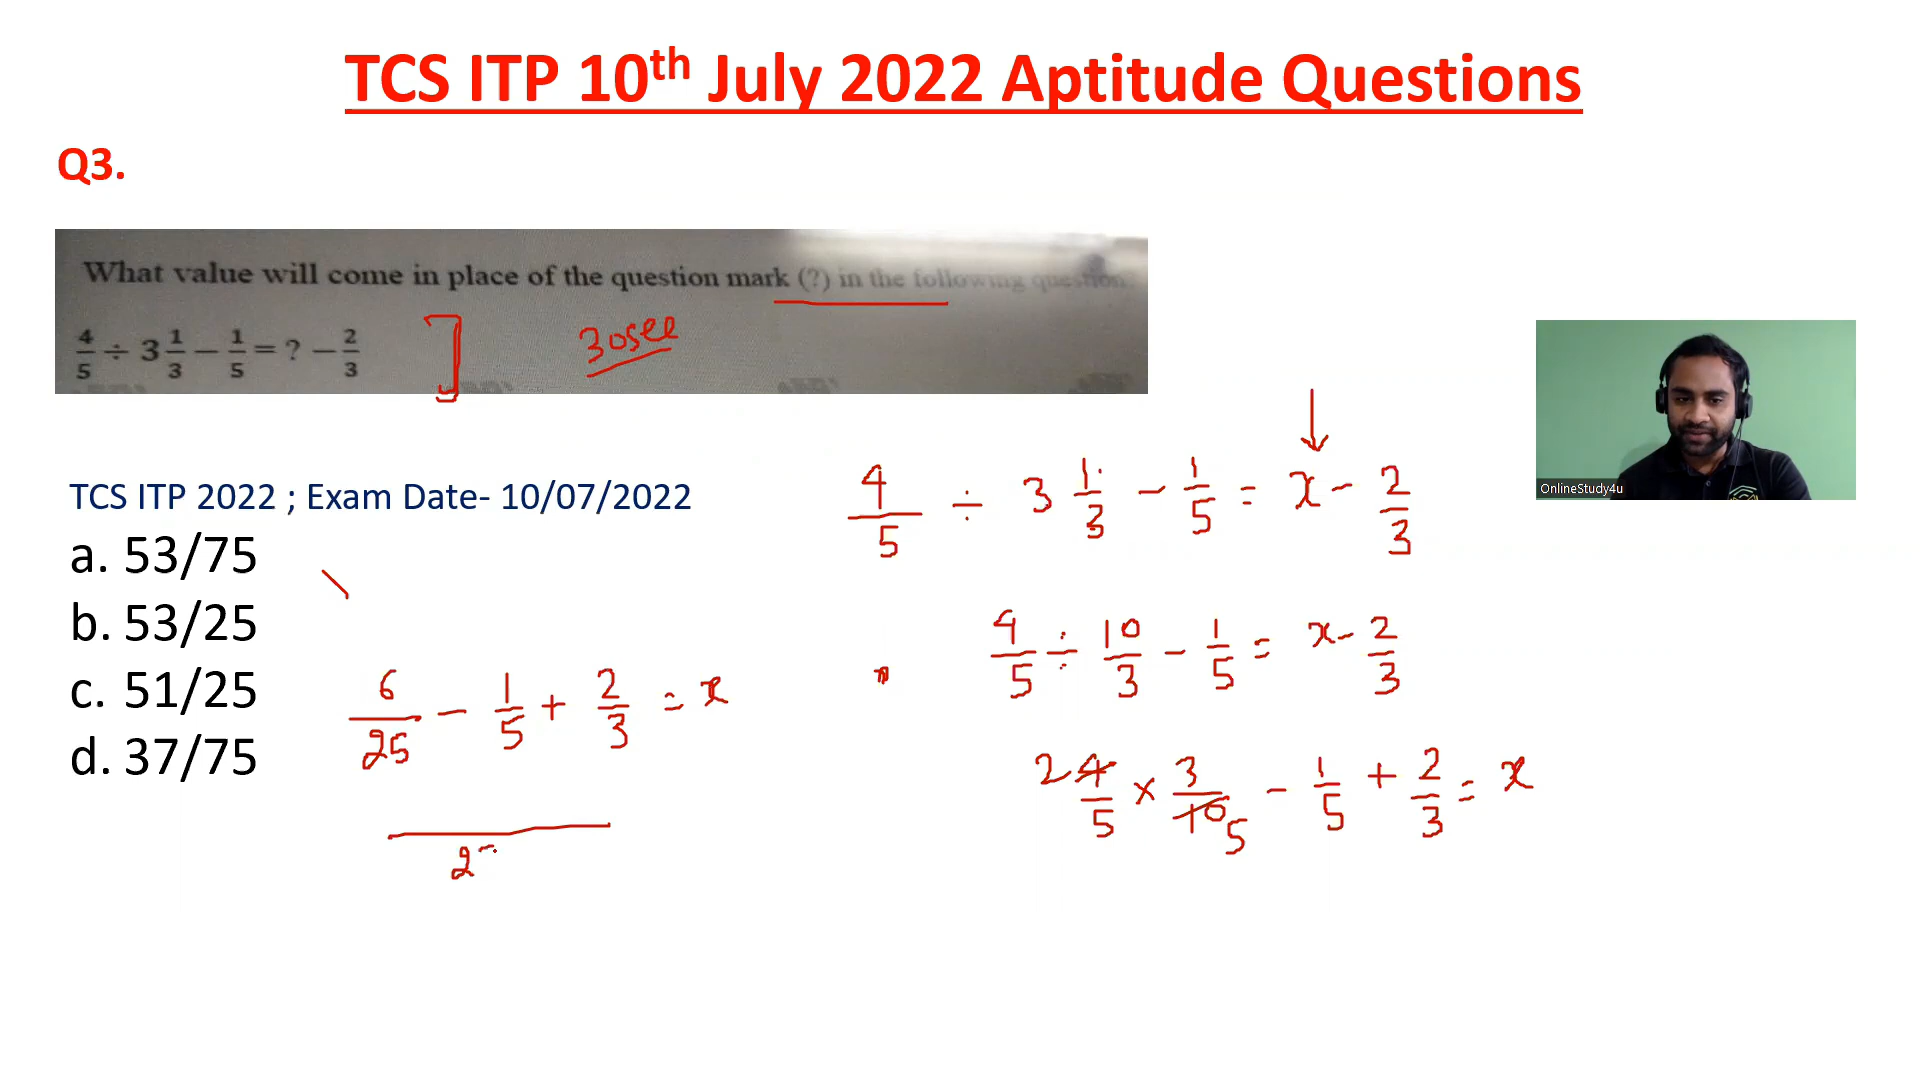 TCS ITP 10th July 2022 Aptitude Questions
Q3.
What value will come in place of the question mark (?) in the following question.
4/5 ÷ 3 1/3 − 1/5 = ? − 2/3
30sec
TCS ITP 2022 ; Exam Date- 10/07/2022
a. 53/75
b. 53/25
c. 51/25
d. 37/75
4/5 ÷ 3 1/3 − 1/5 = x − 2/3
4/5 ÷ 10/3 − 1/5 = x − 2/3
2 4/5 × 3/10 5 − 1/5 + 2/3 = x
6/25 − 1/5 + 2/3 = x
2
OnlineStudy4u